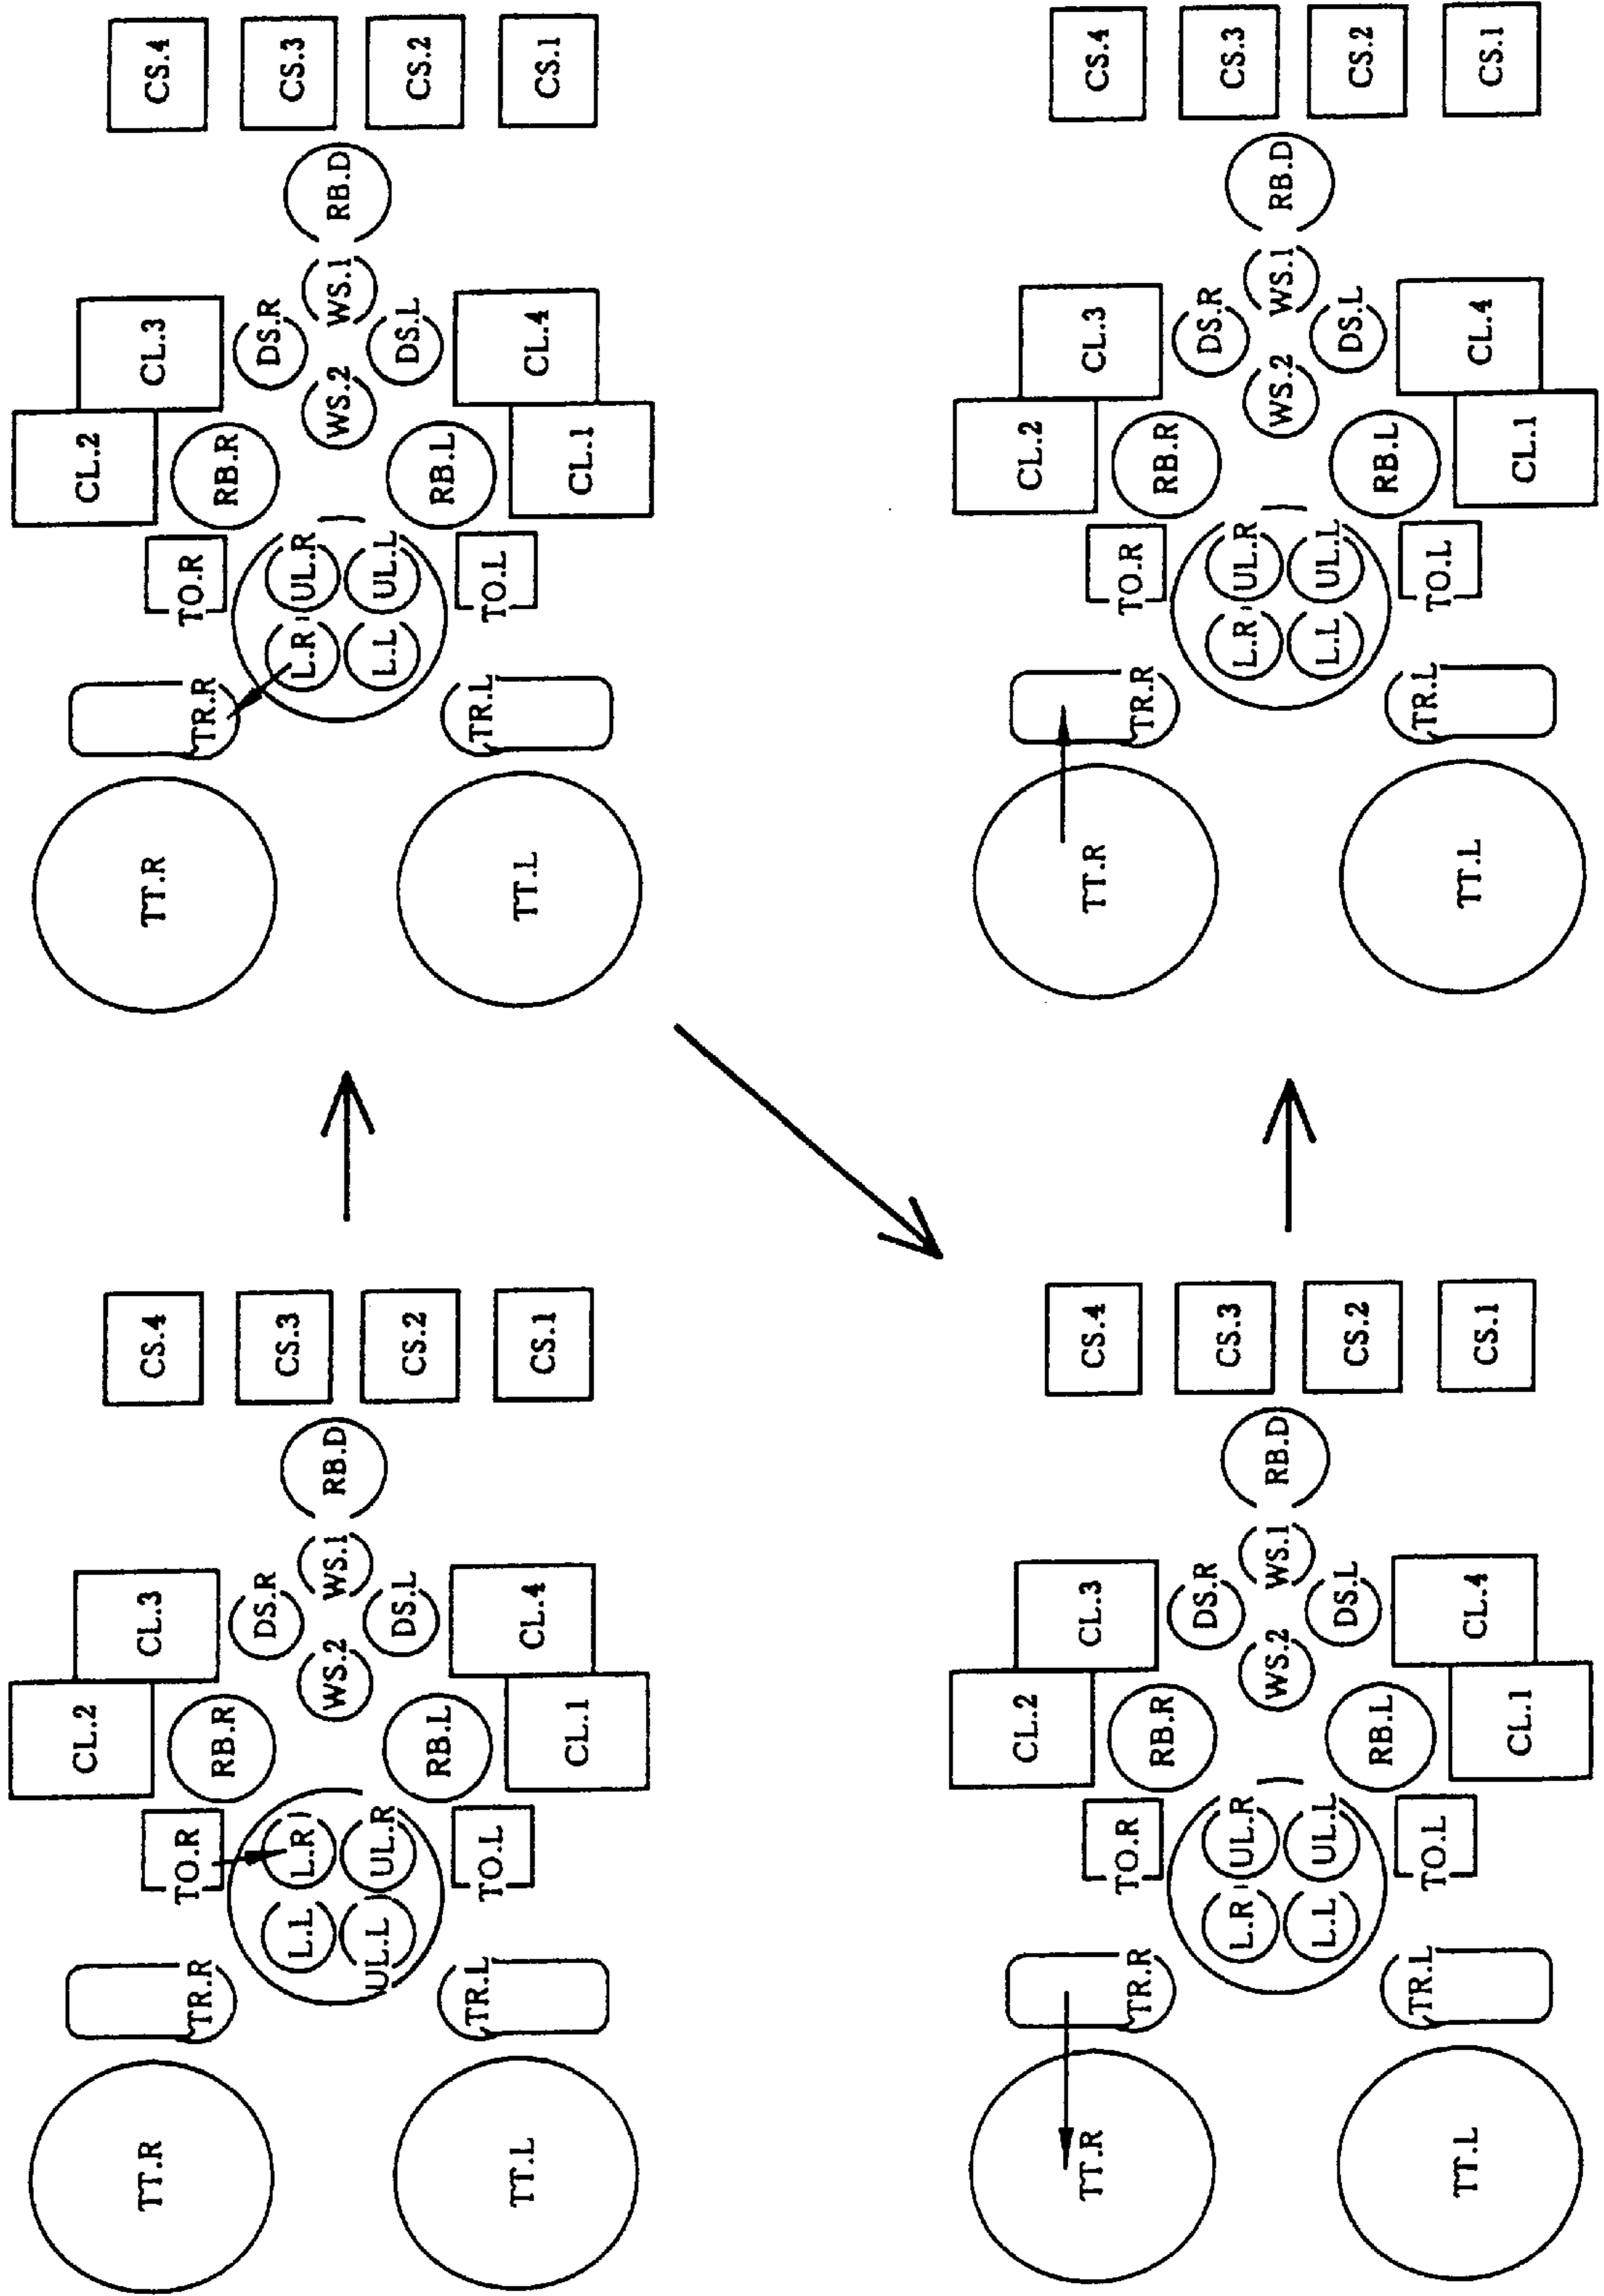 CL.2
CL.3
CS.4
TT.R
TR.R
TO.R
RB.R
DS.R
CS.3
L.L
L.R
WS.2
WS.1
RB.D
UL.L
UL.R
DS.L
CS.2
RB.L
TT.L
TR.L
TO.L
CL.1
CL.4
CS.1
CL.2
CL.3
CS.4
TT.R
TR.R
TO.R
RB.R
DS.R
CS.3
L.R
UL.R
WS.2
WS.1
RB.D
L.L
UL.L
DS.L
CS.2
RB.L
TT.L
TR.L
TO.L
CL.1
CL.4
CS.1
CL.2
CL.3
CS.4
TT.R
TR.R
TO.R
RB.R
DS.R
CS.3
L.R
UL.R
WS.2
WS.1
RB.D
L.L
UL.L
DS.L
CS.2
RB.L
TT.L
TR.L
TO.L
CL.1
CL.4
CS.1
CL.2
CL.3
CS.4
TT.R
TR.R
TO.R
RB.R
DS.R
CS.3
L.R
UL.R
WS.2
WS.1
RB.D
L.L
UL.L
DS.L
CS.2
RB.L
TT.L
TR.L
TO.L
CL.1
CL.4
CS.1